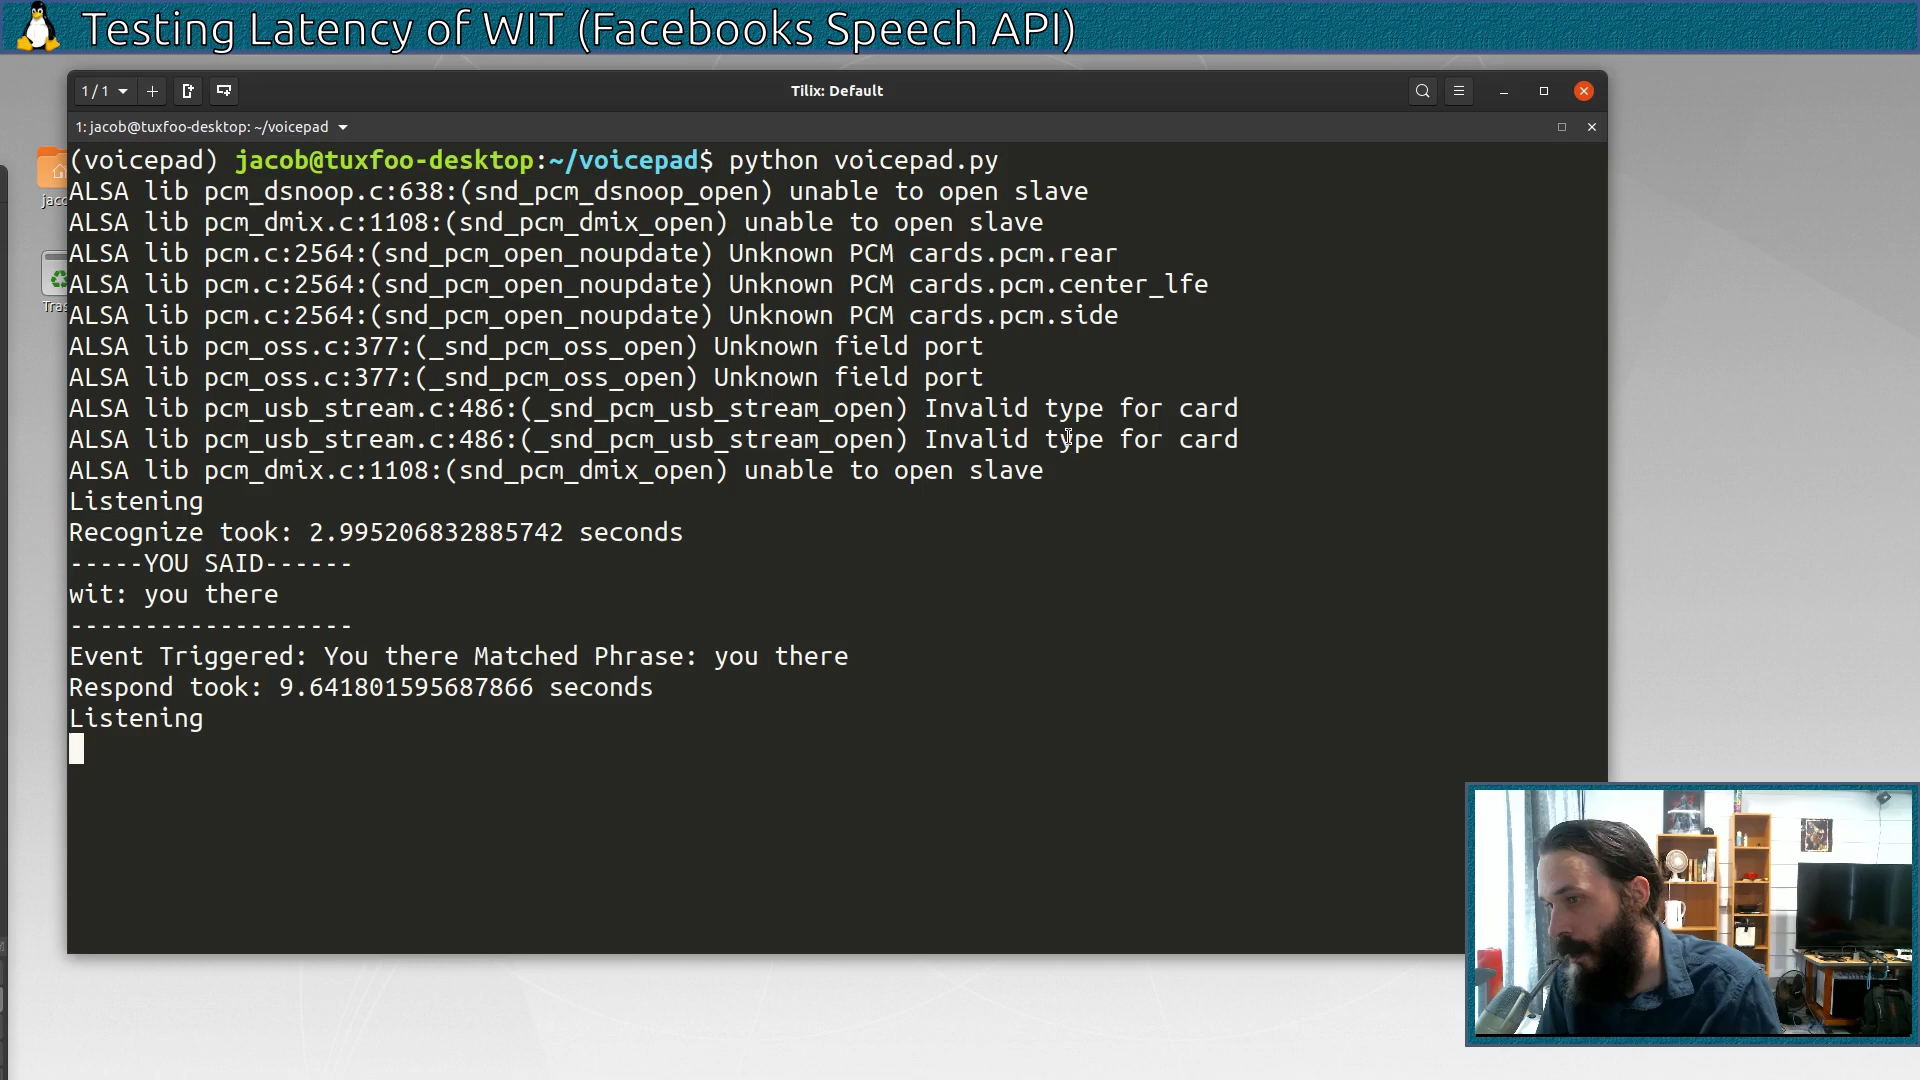 Testing Latency of WIT (Facebooks Speech API)
1 / 1
Tilix: Default
1: jacob@tuxfoo-desktop: ~/voicepad
(voicepad) jacob@tuxfoo-desktop:~/voicepad$ python voicepad.py
ALSA lib pcm_dsnoop.c:638:(snd_pcm_dsnoop_open) unable to open slave
ALSA lib pcm_dmix.c:1108:(snd_pcm_dmix_open) unable to open slave
ALSA lib pcm.c:2564:(snd_pcm_open_noupdate) Unknown PCM cards.pcm.rear
ALSA lib pcm.c:2564:(snd_pcm_open_noupdate) Unknown PCM cards.pcm.center_lfe
ALSA lib pcm.c:2564:(snd_pcm_open_noupdate) Unknown PCM cards.pcm.side
ALSA lib pcm_oss.c:377:(_snd_pcm_oss_open) Unknown field port
ALSA lib pcm_oss.c:377:(_snd_pcm_oss_open) Unknown field port
ALSA lib pcm_usb_stream.c:486:(_snd_pcm_usb_stream_open) Invalid type for card
ALSA lib pcm_usb_stream.c:486:(_snd_pcm_usb_stream_open) Invalid type for card
ALSA lib pcm_dmix.c:1108:(snd_pcm_dmix_open) unable to open slave
Listening
Recognize took: 2.995206832885742 seconds
-----YOU SAID------
wit: you there
-------------------
Event Triggered: You there Matched Phrase: you there
Respond took: 9.641801595687866 seconds
Listening